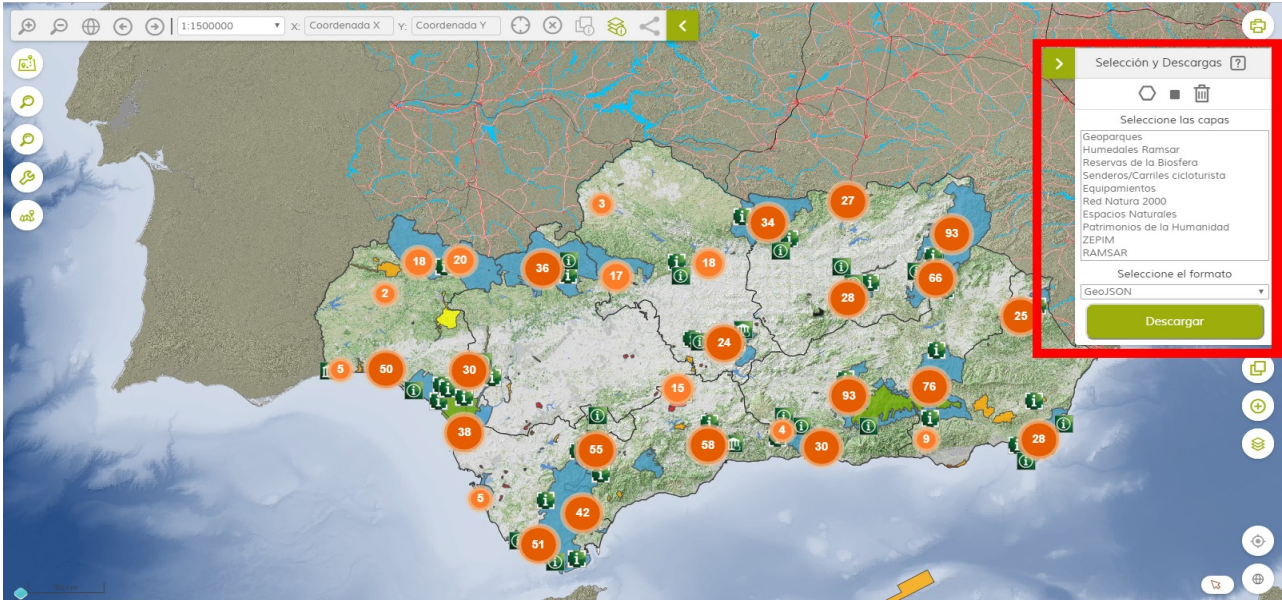 1:1500000
X: Coordenada X
Y: Coordenada Y
Selección y Descargas ?
Seleccione las capas
Geoparques
Humedales Ramsar
Reservas de la Biosfera
Senderos/Carriles cicloturista
Equipamientos
Red Natura 2000
Espacios Naturales
Patrimonios de la Humanidad
ZEPIM
RAMSAR
Seleccione el formato
GeoJSON
Descargar
3
27
34
93
18
20
36
17
18
66
2
28
25
24
5
50
30
15
93
76
38
55
58
4
30
9
28
5
42
51